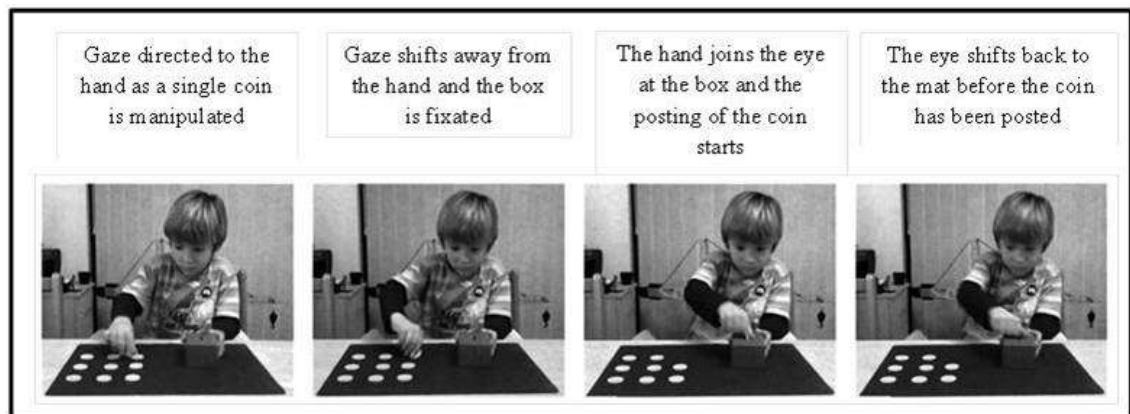 Gaze directed to the
hand as a single coin
is manipulated
Gaze shifts away from
the hand and the box
is fixated
The hand joins the eye
at the box and the
posting of the coin
starts
The eye shifts back to
the mat before the coin
has been posted